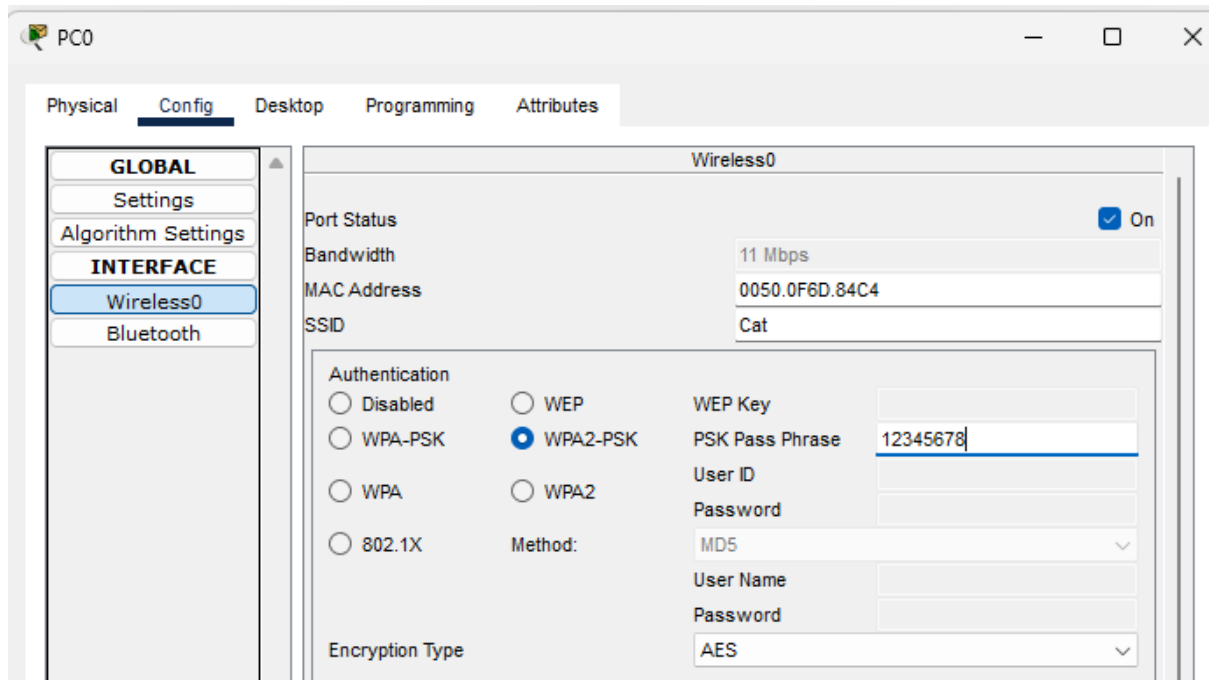 PC0
Physical Config Desktop Programming Attributes
GLOBAL
Settings
Algorithm Settings
INTERFACE
Wireless0
Bluetooth
Wireless0
Port Status On
Bandwidth 11 Mbps
MAC Address 0050.0F6D.84C4
SSID Cat
Authentication
Disabled WEP WEP Key
WPA-PSK WPA2-PSK PSK Pass Phrase 12345678
User ID
WPA WPA2
Password
802.1X Method: MD5
User Name
Password
Encryption Type AES